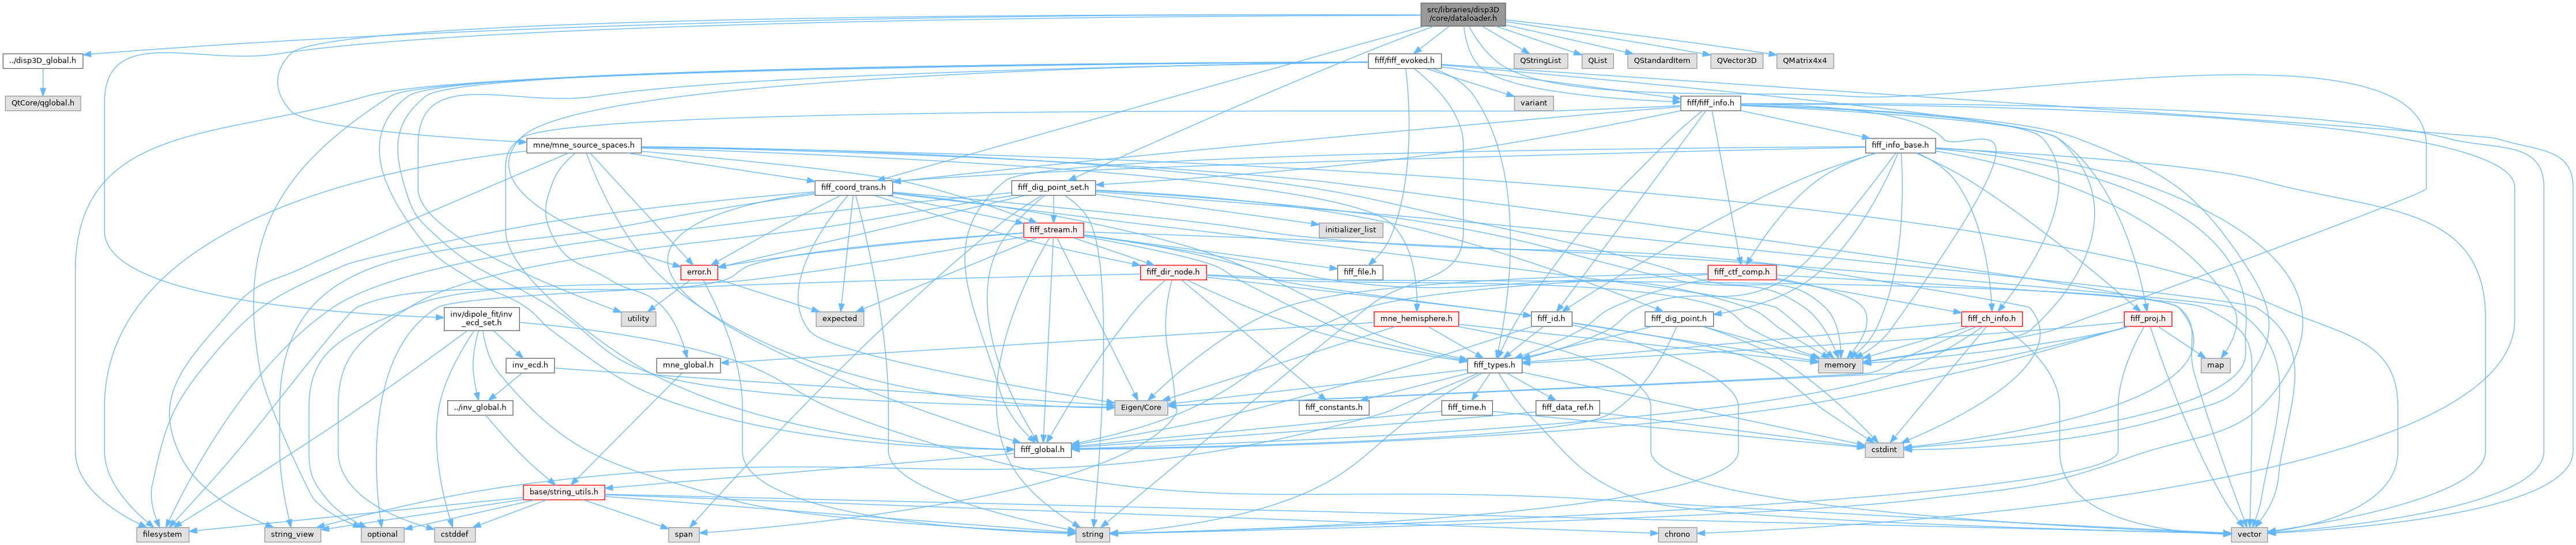 src/libraries/disp3D
/core/dataloader.h
../disp3D_global.h
fiff/fiff_evoked.h
QStringList
QList
QStandardItem
QVector3D
QMatrix4x4
QtCore/qglobal.h
variant
fiff/fiff_info.h
mne/mne_source_spaces.h
fiff_info_base.h
fiff_coord_trans.h
fiff_dig_point_set.h
fiff_stream.h
initializer_list
error.h
fiff_dir_node.h
fiff_file.h
fiff_ctf_comp.h
inv/dipole_fit/inv
_ecd_set.h
utility
expected
mne_hemisphere.h
fiff_id.h
fiff_dig_point.h
fiff_ch_info.h
fiff_proj.h
inv_ecd.h
mne_global.h
fiff_types.h
memory
map
../inv_global.h
Eigen/Core
fiff_constants.h
fiff_time.h
fiff_data_ref.h
fiff_global.h
cstdint
base/string_utils.h
filesystem
string_view
optional
cstddef
span
string
chrono
vector